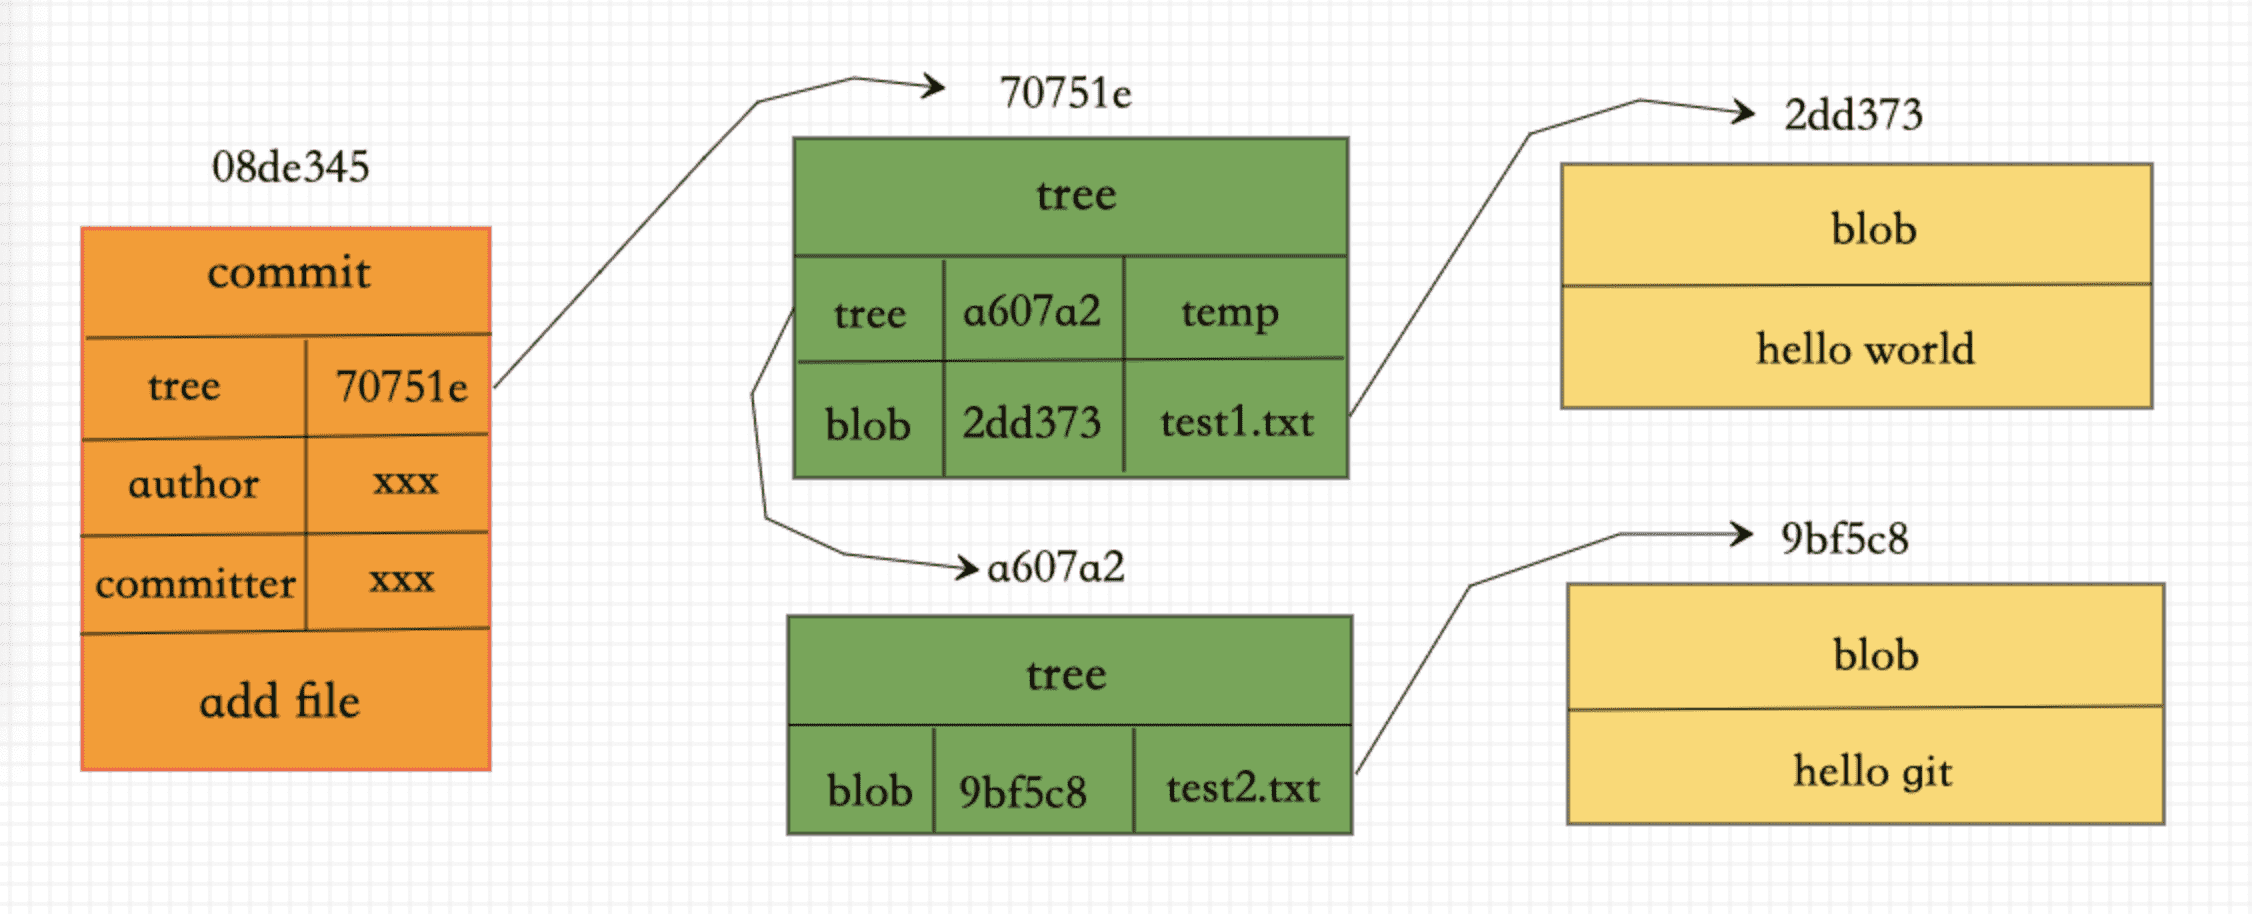 08de345
commit
tree 70751e
author xxx
committer xxx
add file
70751e
tree
tree a607a2 temp
blob 2dd373 test1.txt
a607a2
tree
blob 9bf5c8 test2.txt
2dd373
blob
hello world
9bf5c8
blob
hello git